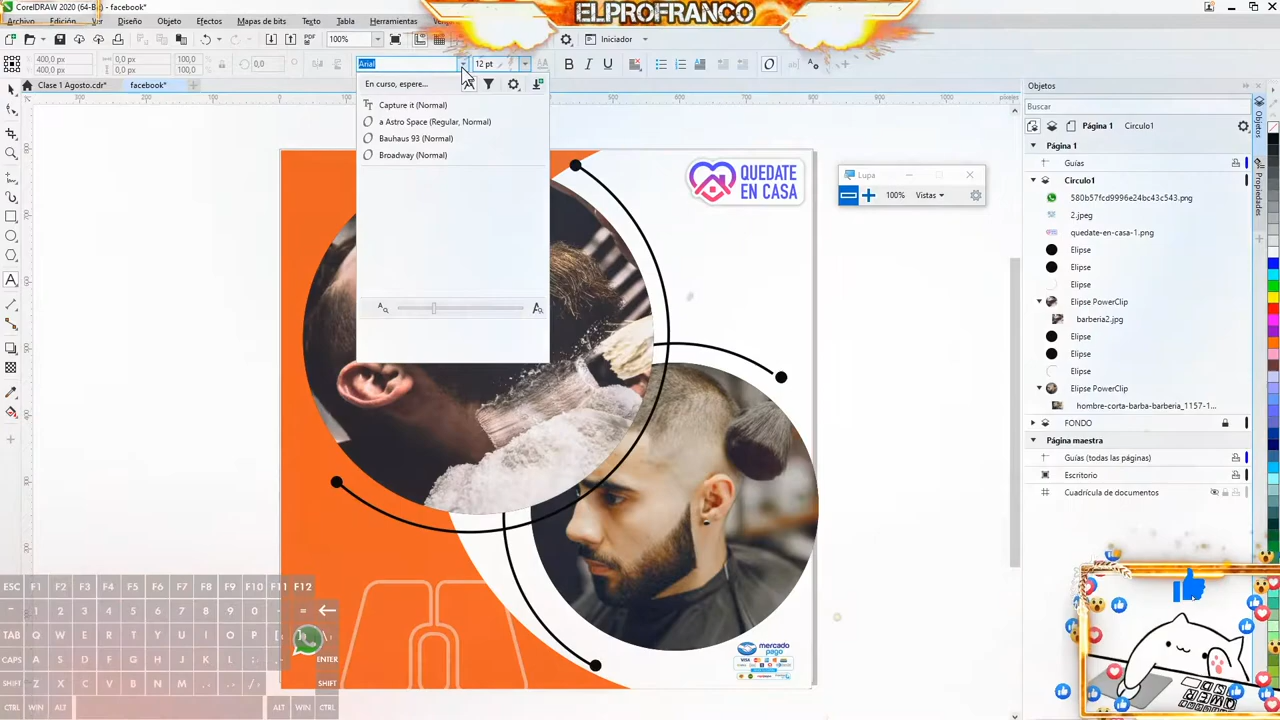 CorelDRAW 2020 (64-B
- facebook*
ELPROFRANCO
Archivo
Edición
Ver
Diseño
Objeto
Efectos
Mapas de bits
Texto
Tabla
Herramientas
100%
PDF
Iniciador
400,0 px
400,0 px
0,0 px
0,0 px
0,0
Arial
12 pt
Clase 1 Agosto.cdr*
facebook*
En curso, espere...
Capture it (Normal)
a Astro Space (Regular, Normal)
Bauhaus 93 (Normal)
Broadway (Normal)
QUEDATE
EN CASA
Lupa
100%
Vistas
píxeles
Objetos
Buscar
Página 1
Circulo1
Página 1
Guías
Circulo1
580b57fcd9996e24bc43c543.png
2.jpeg
quedate-en-casa-1.png
Elipse
Elipse
Elipse
Elipse PowerClip
barberia2.jpg
Elipse
Elipse
Elipse
Elipse PowerClip
hombre-corta-barba-barberia_1157-1...
FONDO
Página maestra
Guías (todas las páginas)
Escritorio
Cuadrícula de documentos
Objetos
Propiedades
mercado
pago
VISA
ESC F1 F2 F3 F4 F5 F6 F7 F8 F9 F10 F11 F12
1 2 3 4 5 6 7 8 9 0 - =
TAB Q W E R T Y U I O P [ ] \
CAPS A S D F G H J K L ; ' ENTER
SHIFT Z X C V B N M , . / SHIFT
CTRL WIN ALT ALT WIN CTRL